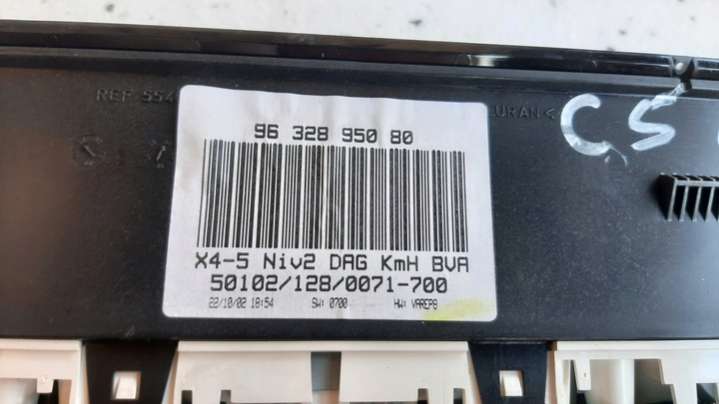 REF 554
LURAN<
C5
96 328 950 80
X4-5 Niv2 DAG KmH BVA
50102/128/0071-700
22/10/02 18:54 SW: 0700 HW: VAREP8